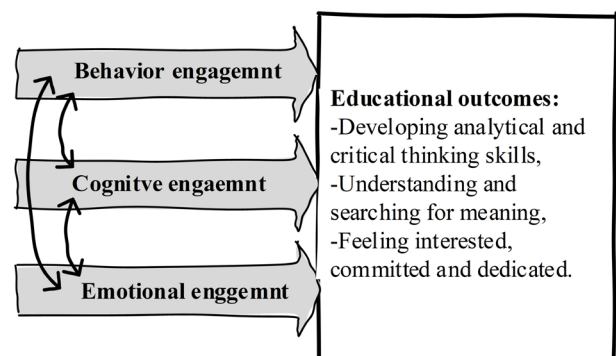 Behavior engagemnt
Cognitve engaemnt
Emotional enggemnt
Educational outcomes:
-Developing analytical and
critical thinking skills,
-Understanding and
searching for meaning,
-Feeling interested,
committed and dedicated.